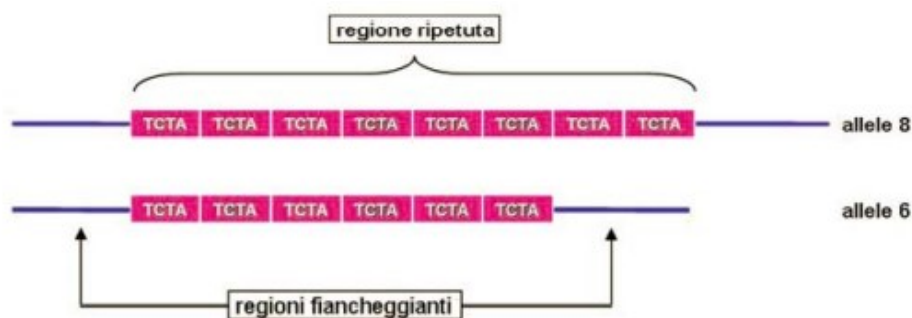 regione ripetuta
TCTA TCTA TCTA TCTA TCTA TCTA TCTA TCTA allele 8
TCTA TCTA TCTA TCTA TCTA TCTA allele 6
regioni fiancheggianti